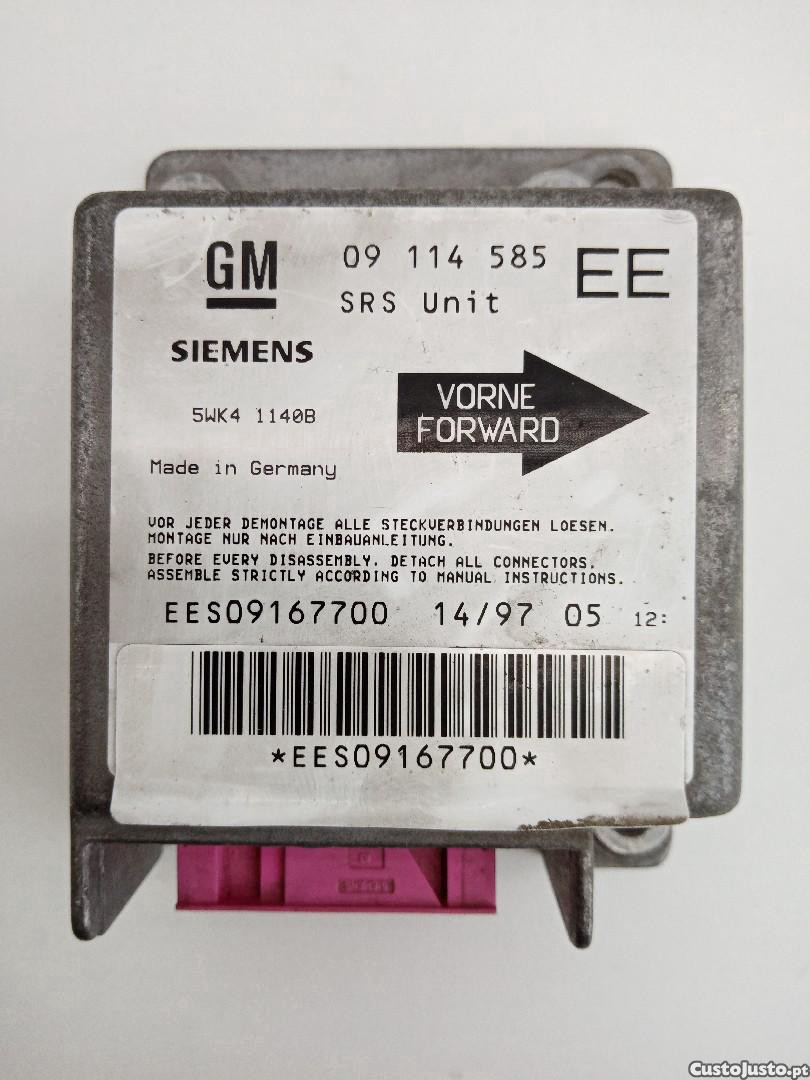 GM 09 114 585 EE
SRS Unit
SIEMENS
VORNE
5WK4 1140B
FORWARD
Made in Germany
VOR JEDER DEMONTAGE ALLE STECKVERBINDUNGEN LOESEN.
MONTAGE NUR NACH EINBAUANLEITUNG.
BEFORE EVERY DISASSEMBLY. DETACH ALL CONNECTORS.
ASSEMBLE STRICTLY ACCORDING TO MANUAL INSTRUCTIONS.
EES09167700 14/97 05 12:
*EES09167700*
CustoJusto.pt